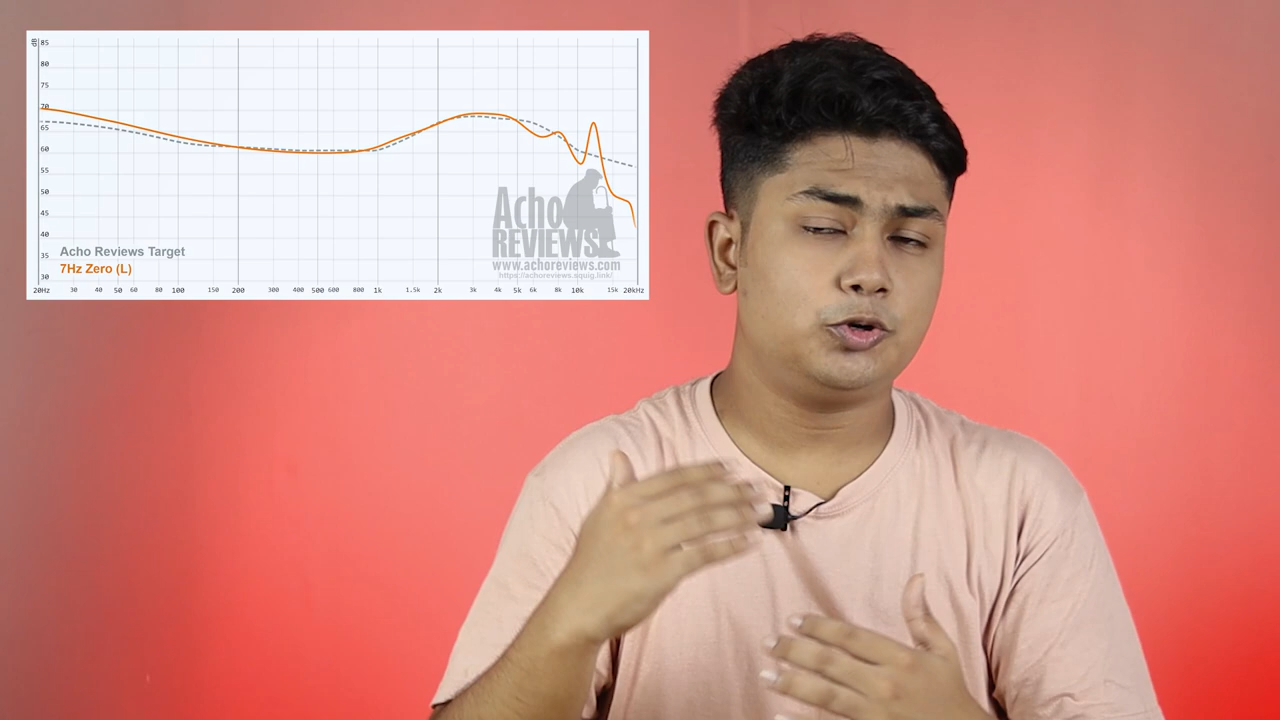 dB
85
80
75
70
65
60
55
50
45
40
35
30
Acho
REVIEWS
www.achoreviews.com
https://achoreviews.squig.link/
Acho Reviews Target
7Hz Zero (L)
20Hz 30 40 50 60 80 100 150 200 300 400 500 600 800 1k 1.5k 2k 3k 4k 5k 6k 8k 10k 15k 20kHz